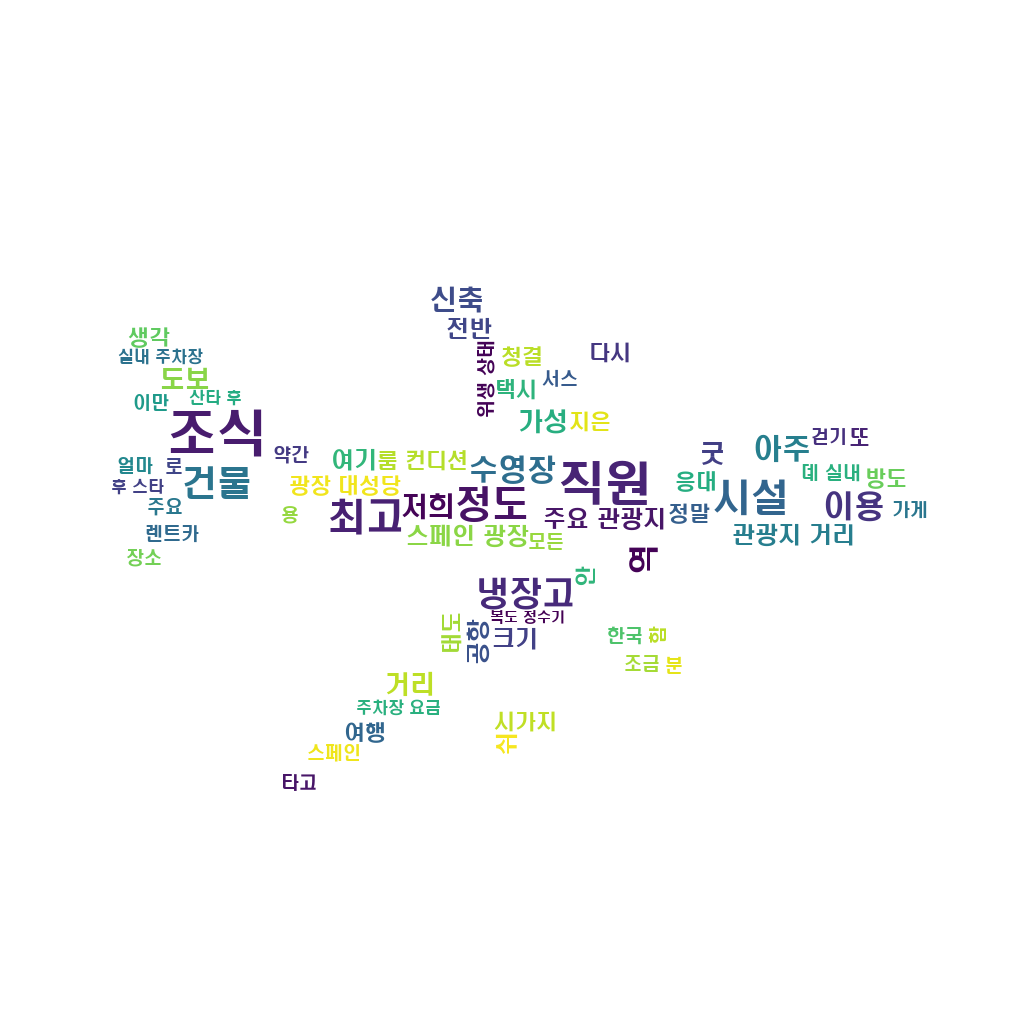 신축
전반
생각
실내 주차장
위생 상태
청결
다시
도보
서스
이만
산타 후
택시
조식
가성
지은
아주
걷기
또
약간
굿
얼마
로
여기
룸 컨디션
수영장
직원
응대
데 실내
방도
후 스타
건물
광장 대성당
시설
주요
용
최고
저희
정도
주요 관광지
정말
이용
가게
렌트카
스페인 광장
모든
관광지 거리
장소
역
안
냉장고
복도 정수기
태도
공항
크기
한국
함
조금
분
거리
주차장 요금
시가지
여행
수
스페인
타고